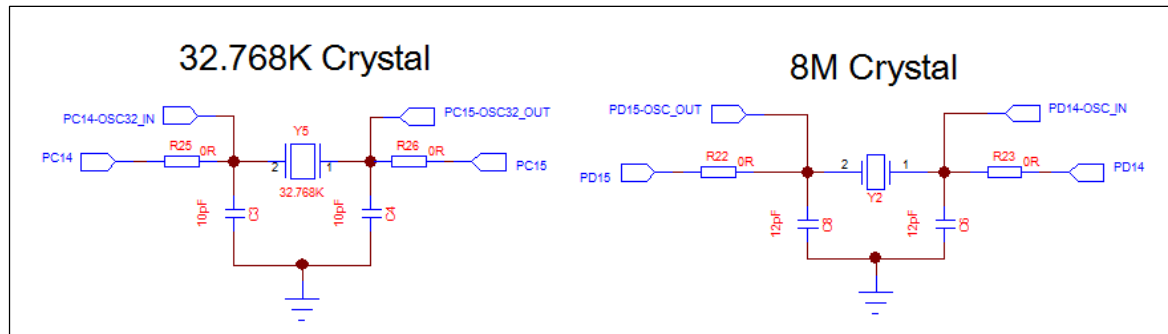 32.768K Crystal
PC14-OSC32_IN
PC15-OSC32_OUT
Y5
PC14
R25
0R
2
1
R26
0R
PC15
32.768K
10pF
C3
10pF
C4
8M Crystal
PD15-OSC_OUT
PD14-OSC_IN
PD15
R22
0R
2
1
R23
0R
PD14
Y2
12pF
C8
12pF
C6